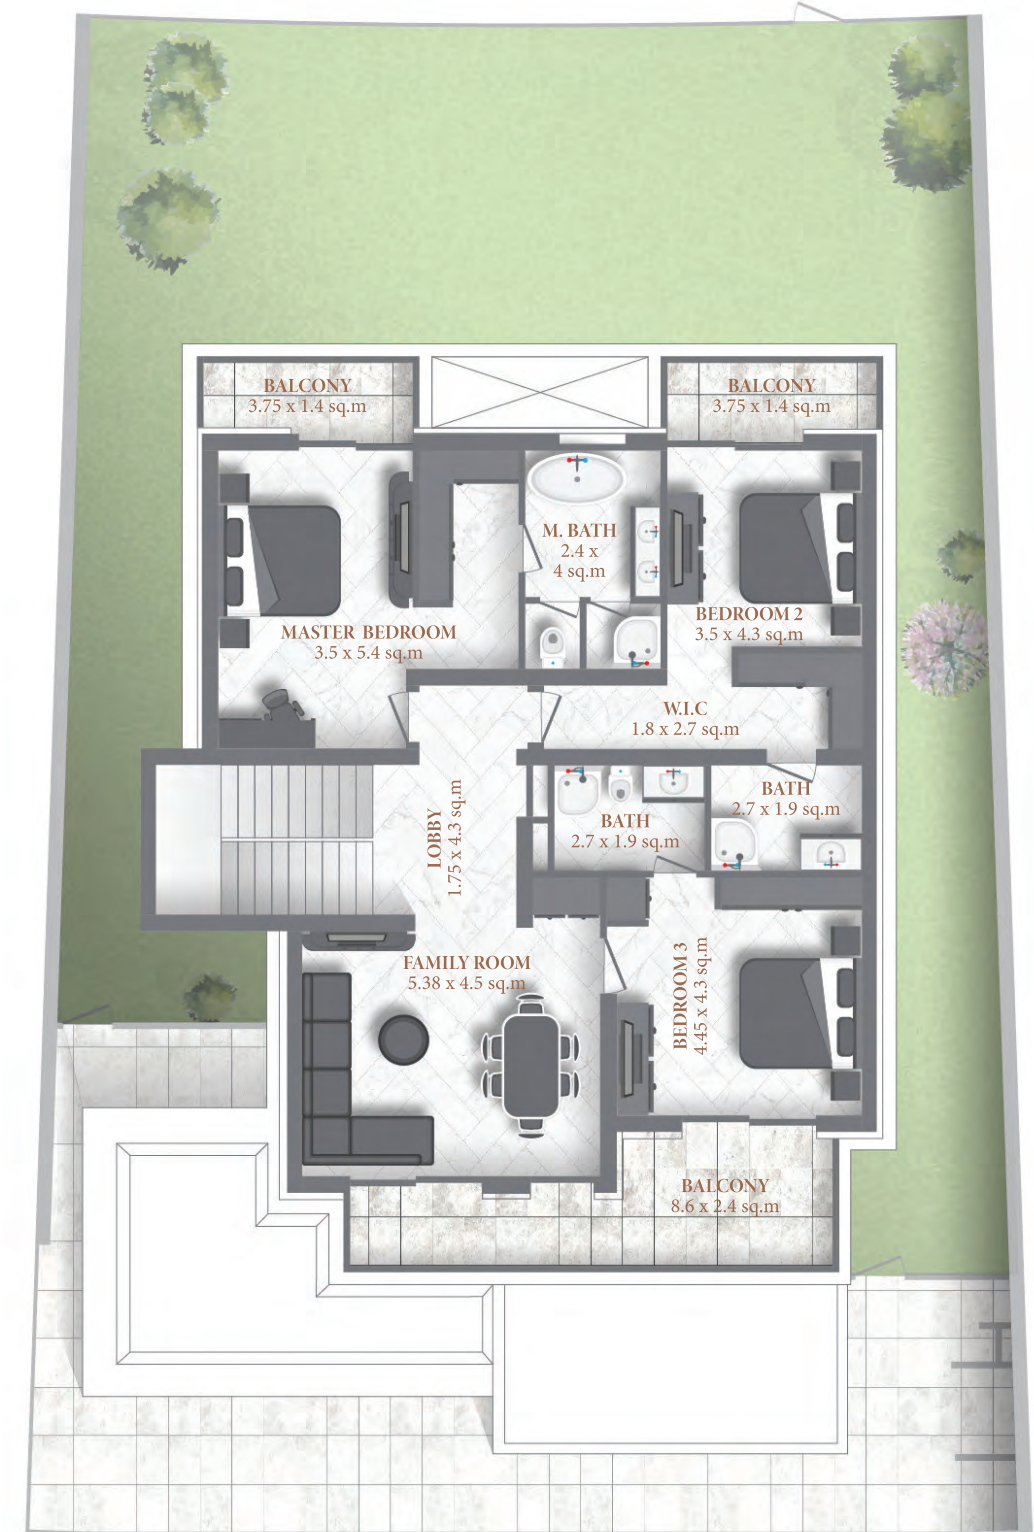 BALCONY
3.75 x 1.4 sq.m
BALCONY
3.75 x 1.4 sq.m
M. BATH
2.4 x
4 sq.m
MASTER BEDROOM
3.5 x 5.4 sq.m
BEDROOM 2
3.5 x 4.3 sq.m
W.I.C
1.8 x 2.7 sq.m
LOBBY
1.75 x 4.3 sq.m
BATH
2.7 x 1.9 sq.m
BATH
2.7 x 1.9 sq.m
FAMILY ROOM
5.38 x 4.5 sq.m
BEDROOM 3
4.45 x 4.3 sq.m
BALCONY
8.6 x 2.4 sq.m